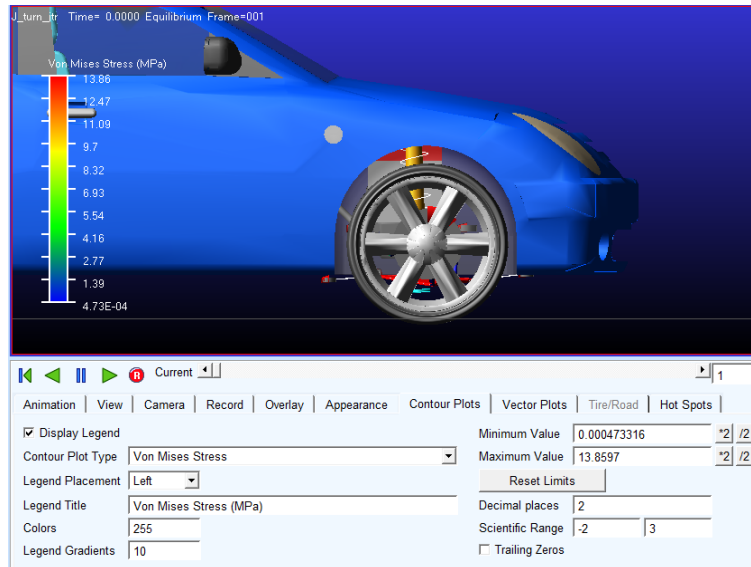 J_turn_itr Time= 0.0000 Equilibrium Frame=001
Von Mises Stress (MPa)
13.86
12.47
11.09
9.7
8.32
6.93
5.54
4.16
2.77
1.39
4.73E-04
Current 1
Animation View Camera Record Overlay Appearance Contour Plots Vector Plots Tire/Road Hot Spots
Display Legend
Minimum Value 0.000473316 *2 /2
Contour Plot Type Von Mises Stress
Maximum Value 13.8597 *2 /2
Legend Placement Left
Reset Limits
Legend Title Von Mises Stress (MPa)
Decimal places 2
Colors 255
Scientific Range -2 3
Legend Gradients 10
Trailing Zeros